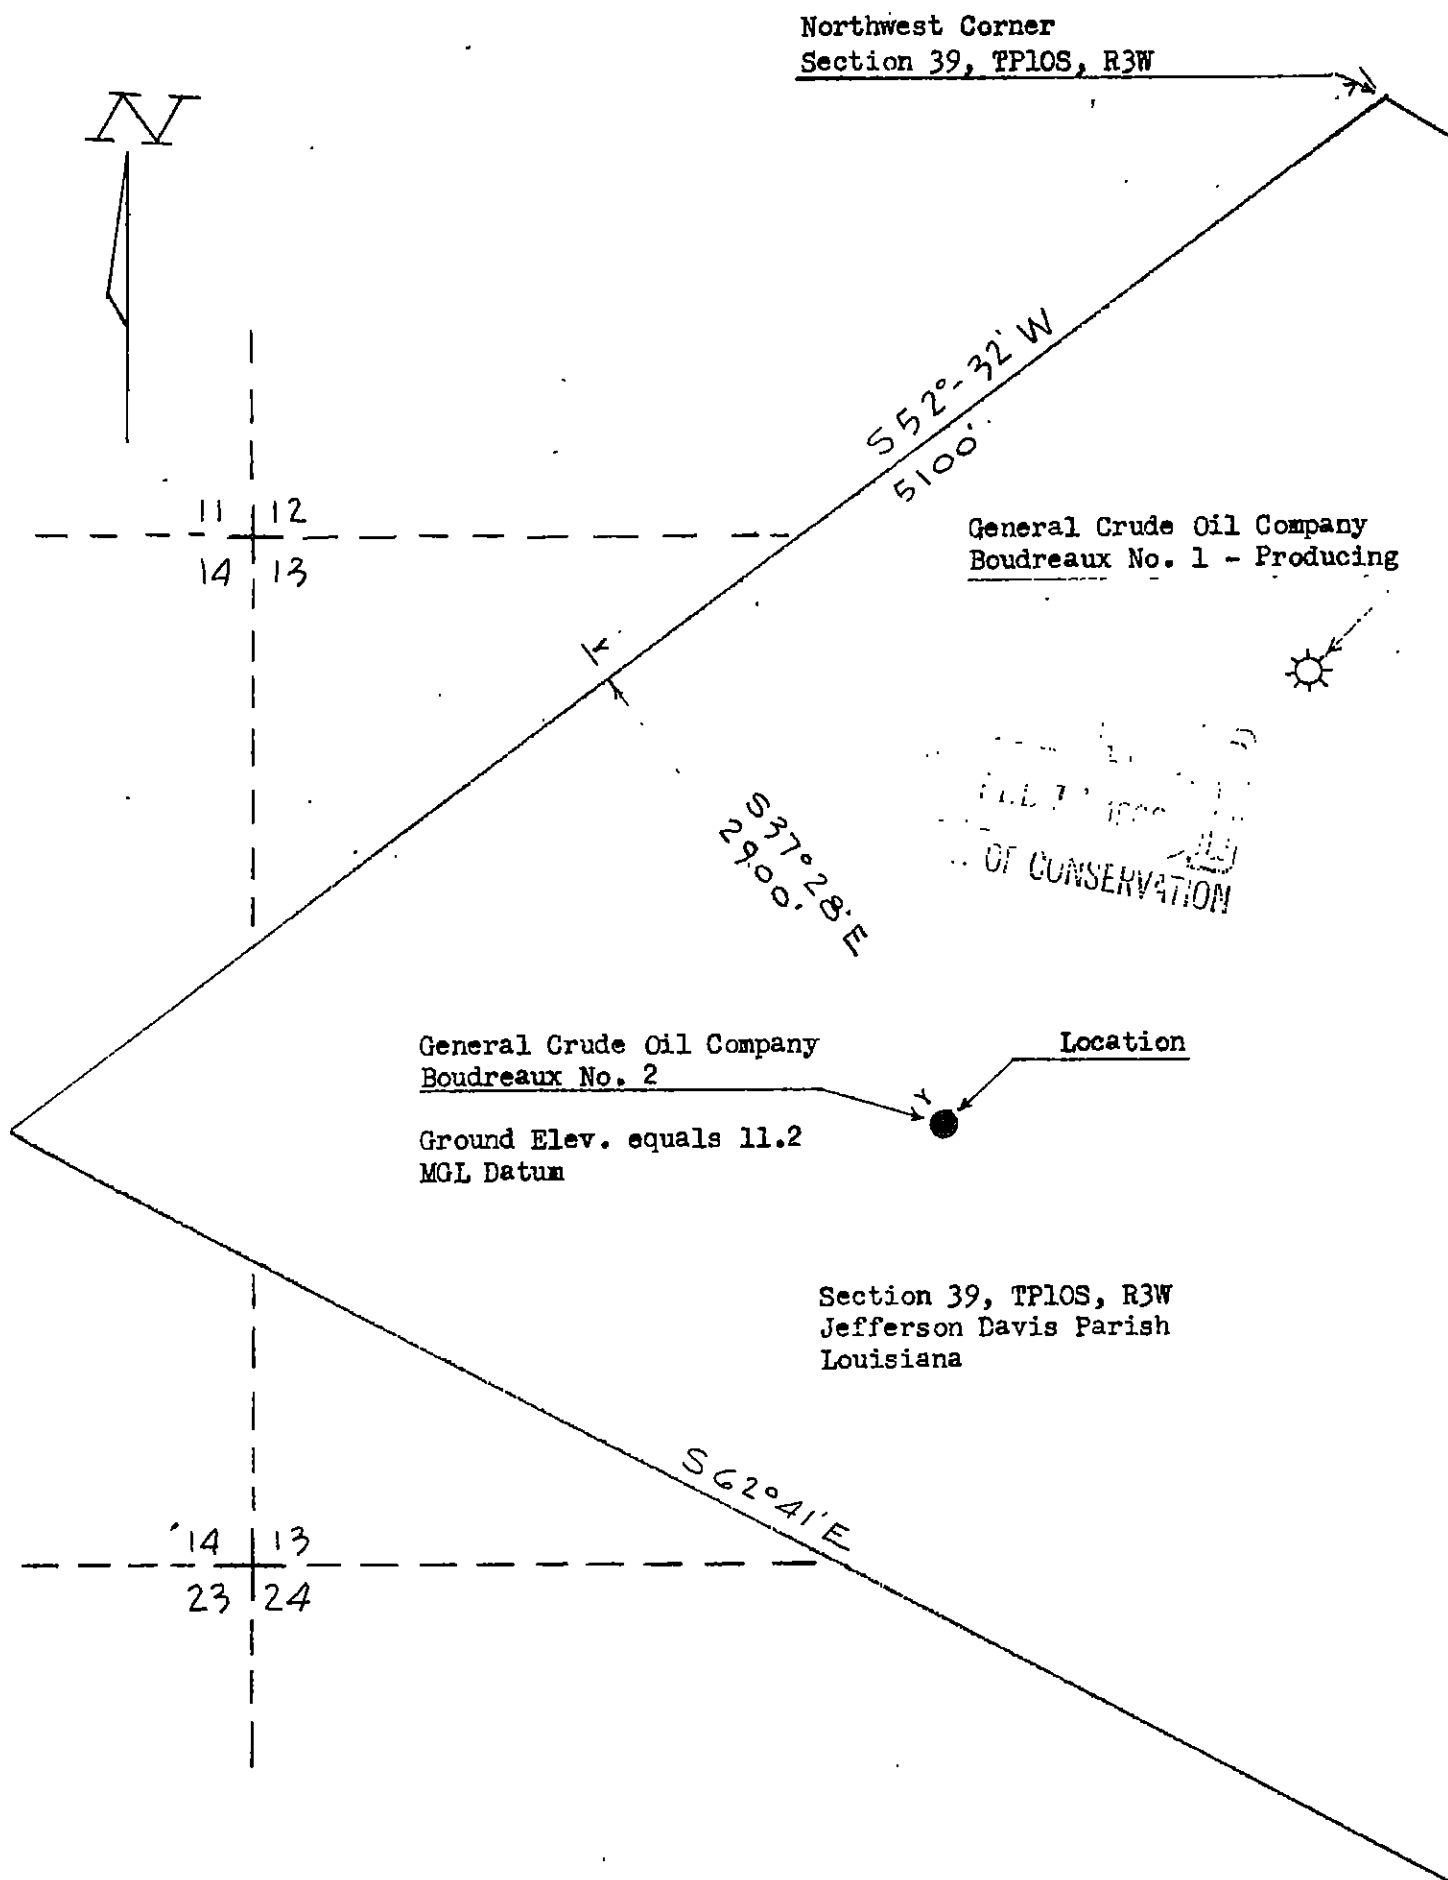 Northwest Corner
Section 39, TP10S, R3W
N
S52°-32'W
5100'
11 12
14 13
General Crude Oil Company
Boudreaux No. 1 - Producing
S37°28'E
2900'
OF CONSERVATION
General Crude Oil Company
Boudreaux No. 2
Location
Ground Elev. equals 11.2
MGL Datum
Section 39, TP10S, R3W
Jefferson Davis Parish
Louisiana
S62°41'E
14 13
23 24